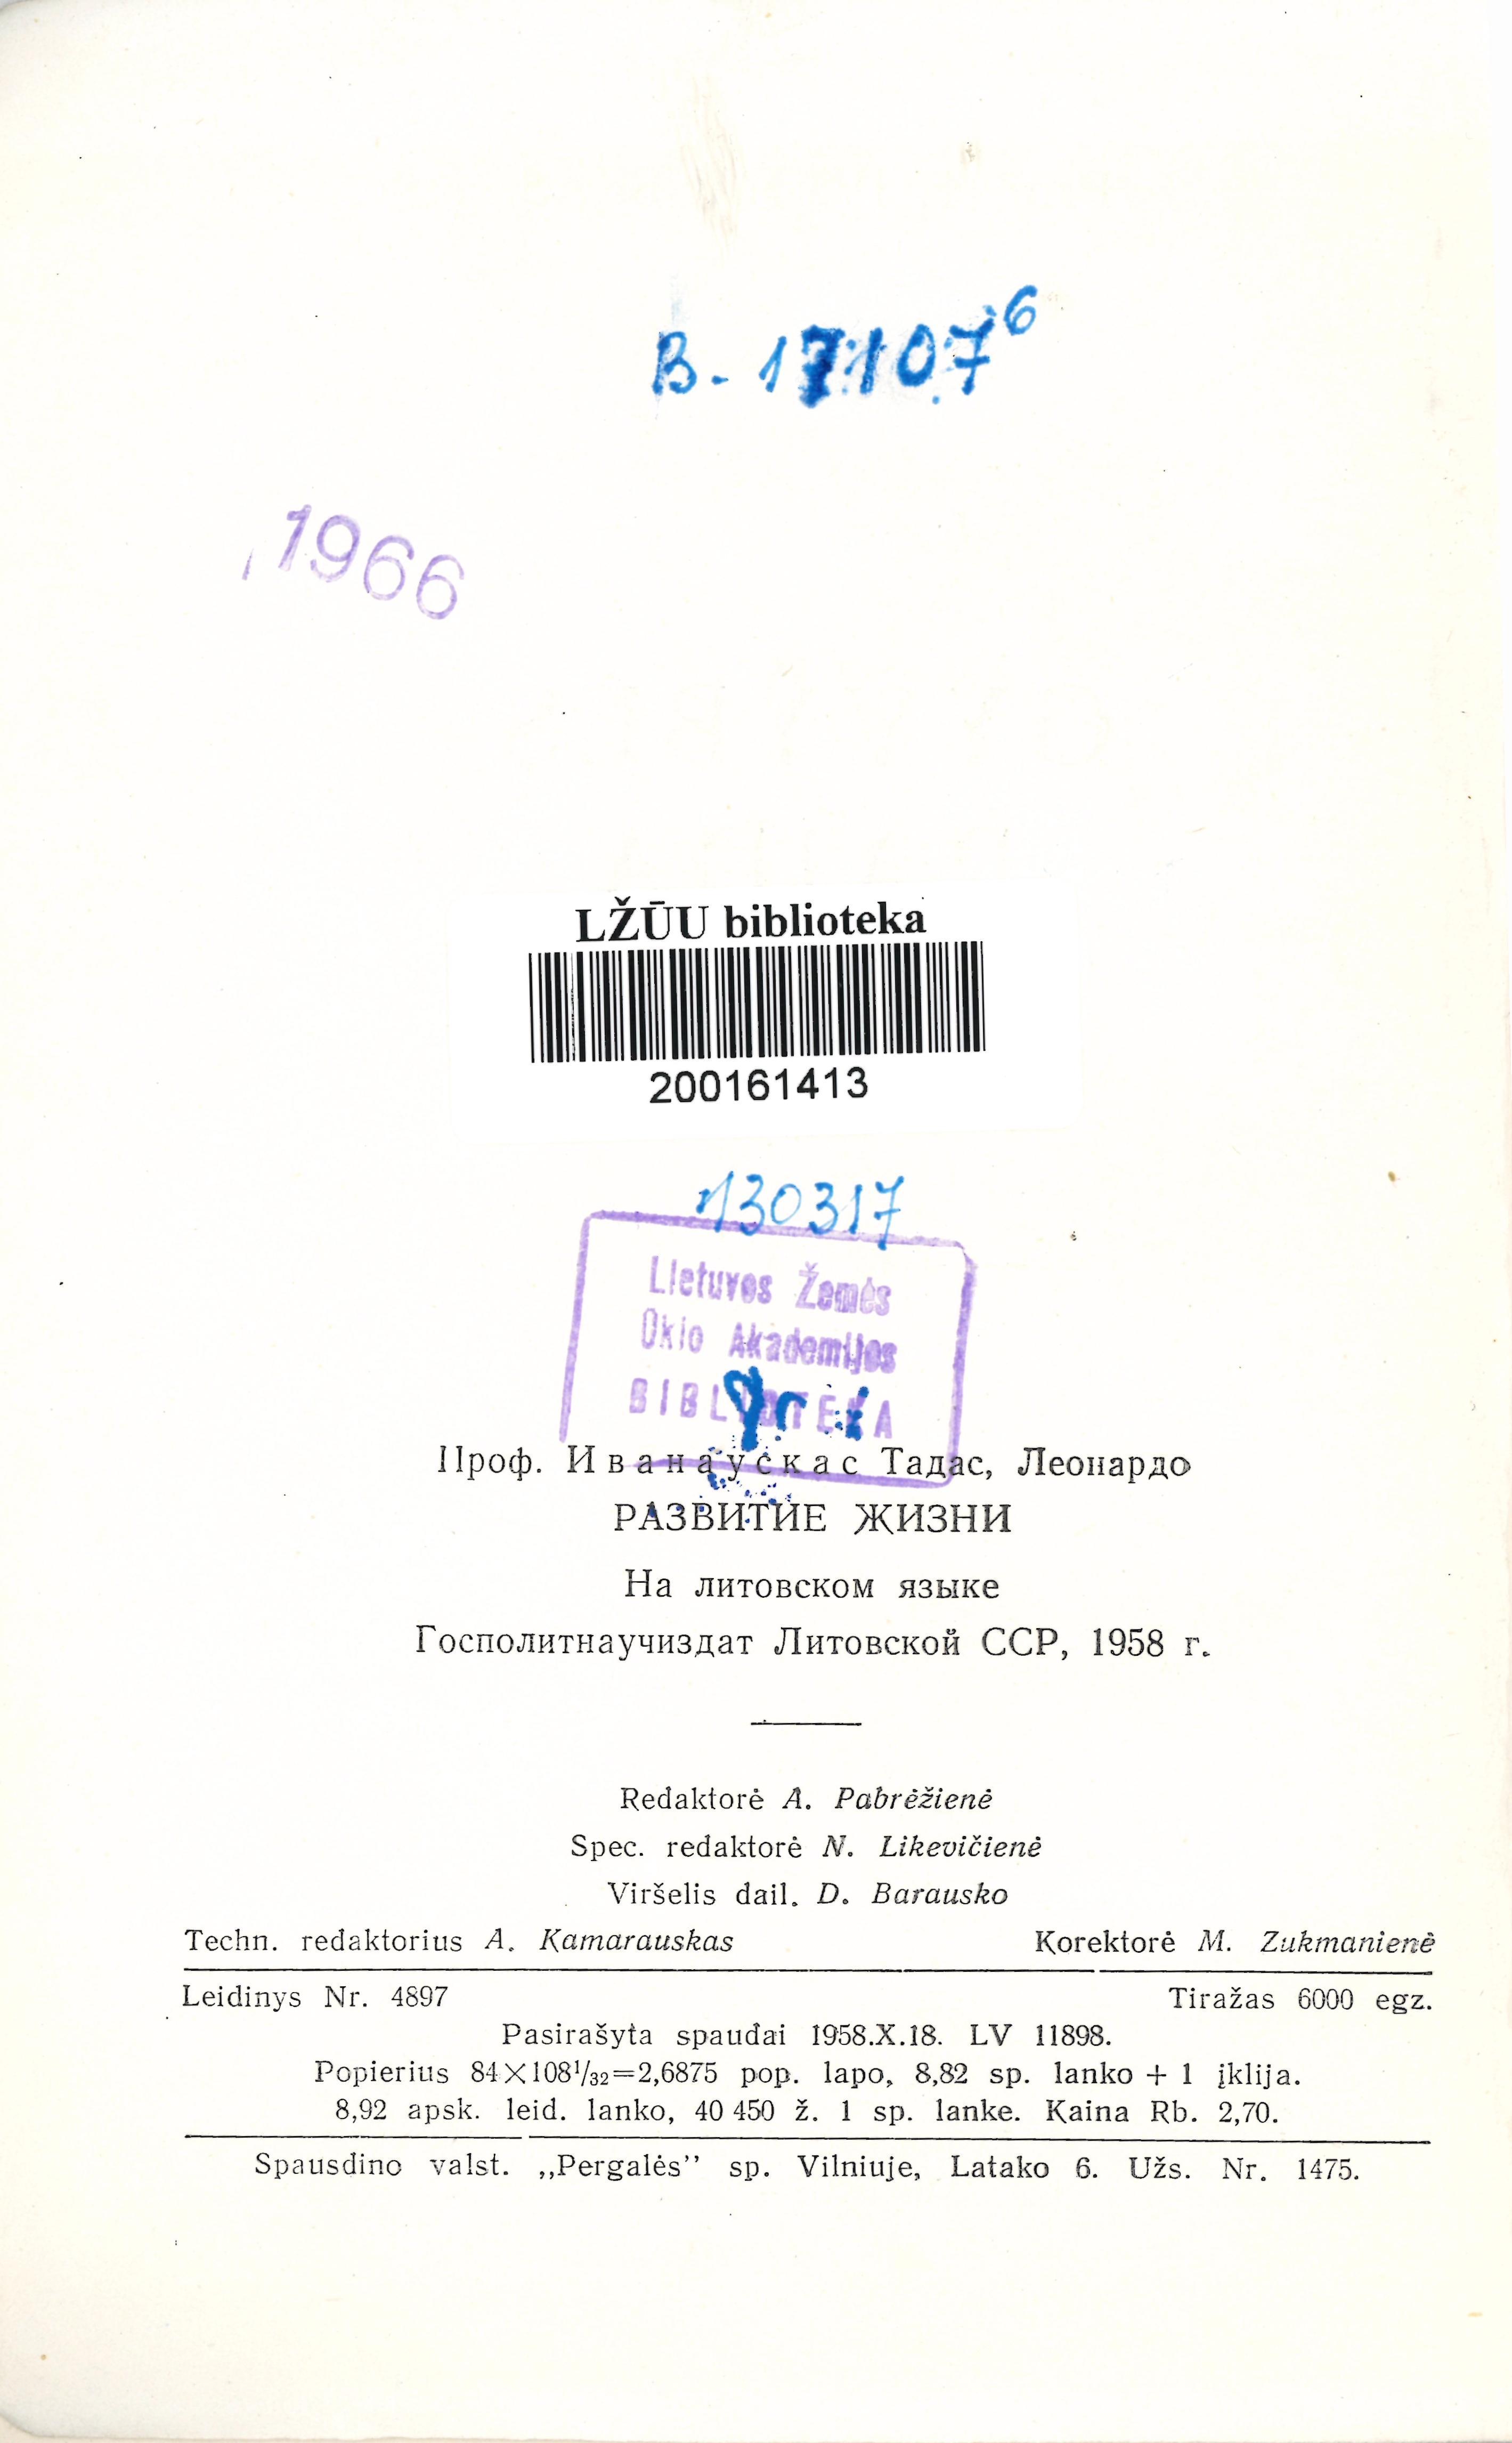 B. 17107⁶
1966
LŽŪU biblioteka
200161413
130317
Lietuvos Žemės
Ūkio Akademijos
BIBLIOTEKA
Проф. Иванаускас Тадас, Леонардо
РАЗВИТИЕ ЖИЗНИ
На литовском языке
Госполитнаучиздат Литовской ССР, 1958 г.
Redaktorė A. Pabrėžienė
Spec. redaktorė N. Likevičienė
Viršelis dail. D. Barausko
Techn. redaktorius A. Kamarauskas Korektorė M. Zukmanienė
Leidinys Nr. 4897 Tiražas 6000 egz.
Pasirašyta spaudai 1958.X.18. LV 11898.
Popierius 84×108¹/₃₂=2,6875 pop. lapo, 8,82 sp. lanko + 1 įklija.
8,92 apsk. leid. lanko, 40 450 ž. 1 sp. lanke. Kaina Rb. 2,70.
Spausdino valst. „Pergalės” sp. Vilniuje, Latako 6. Užs. Nr. 1475.